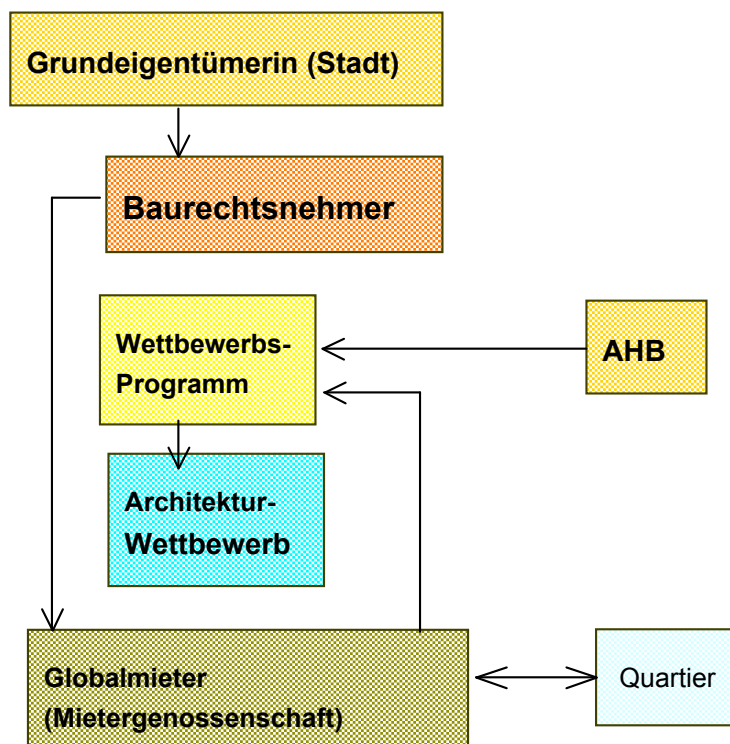 Grundeigentümerin (Stadt)
Baurechtsnehmer
Wettbewerbs-
Programm
AHB
Architektur-
Wettbewerb
Globalmieter
(Mietergenossenschaft)
Quartier